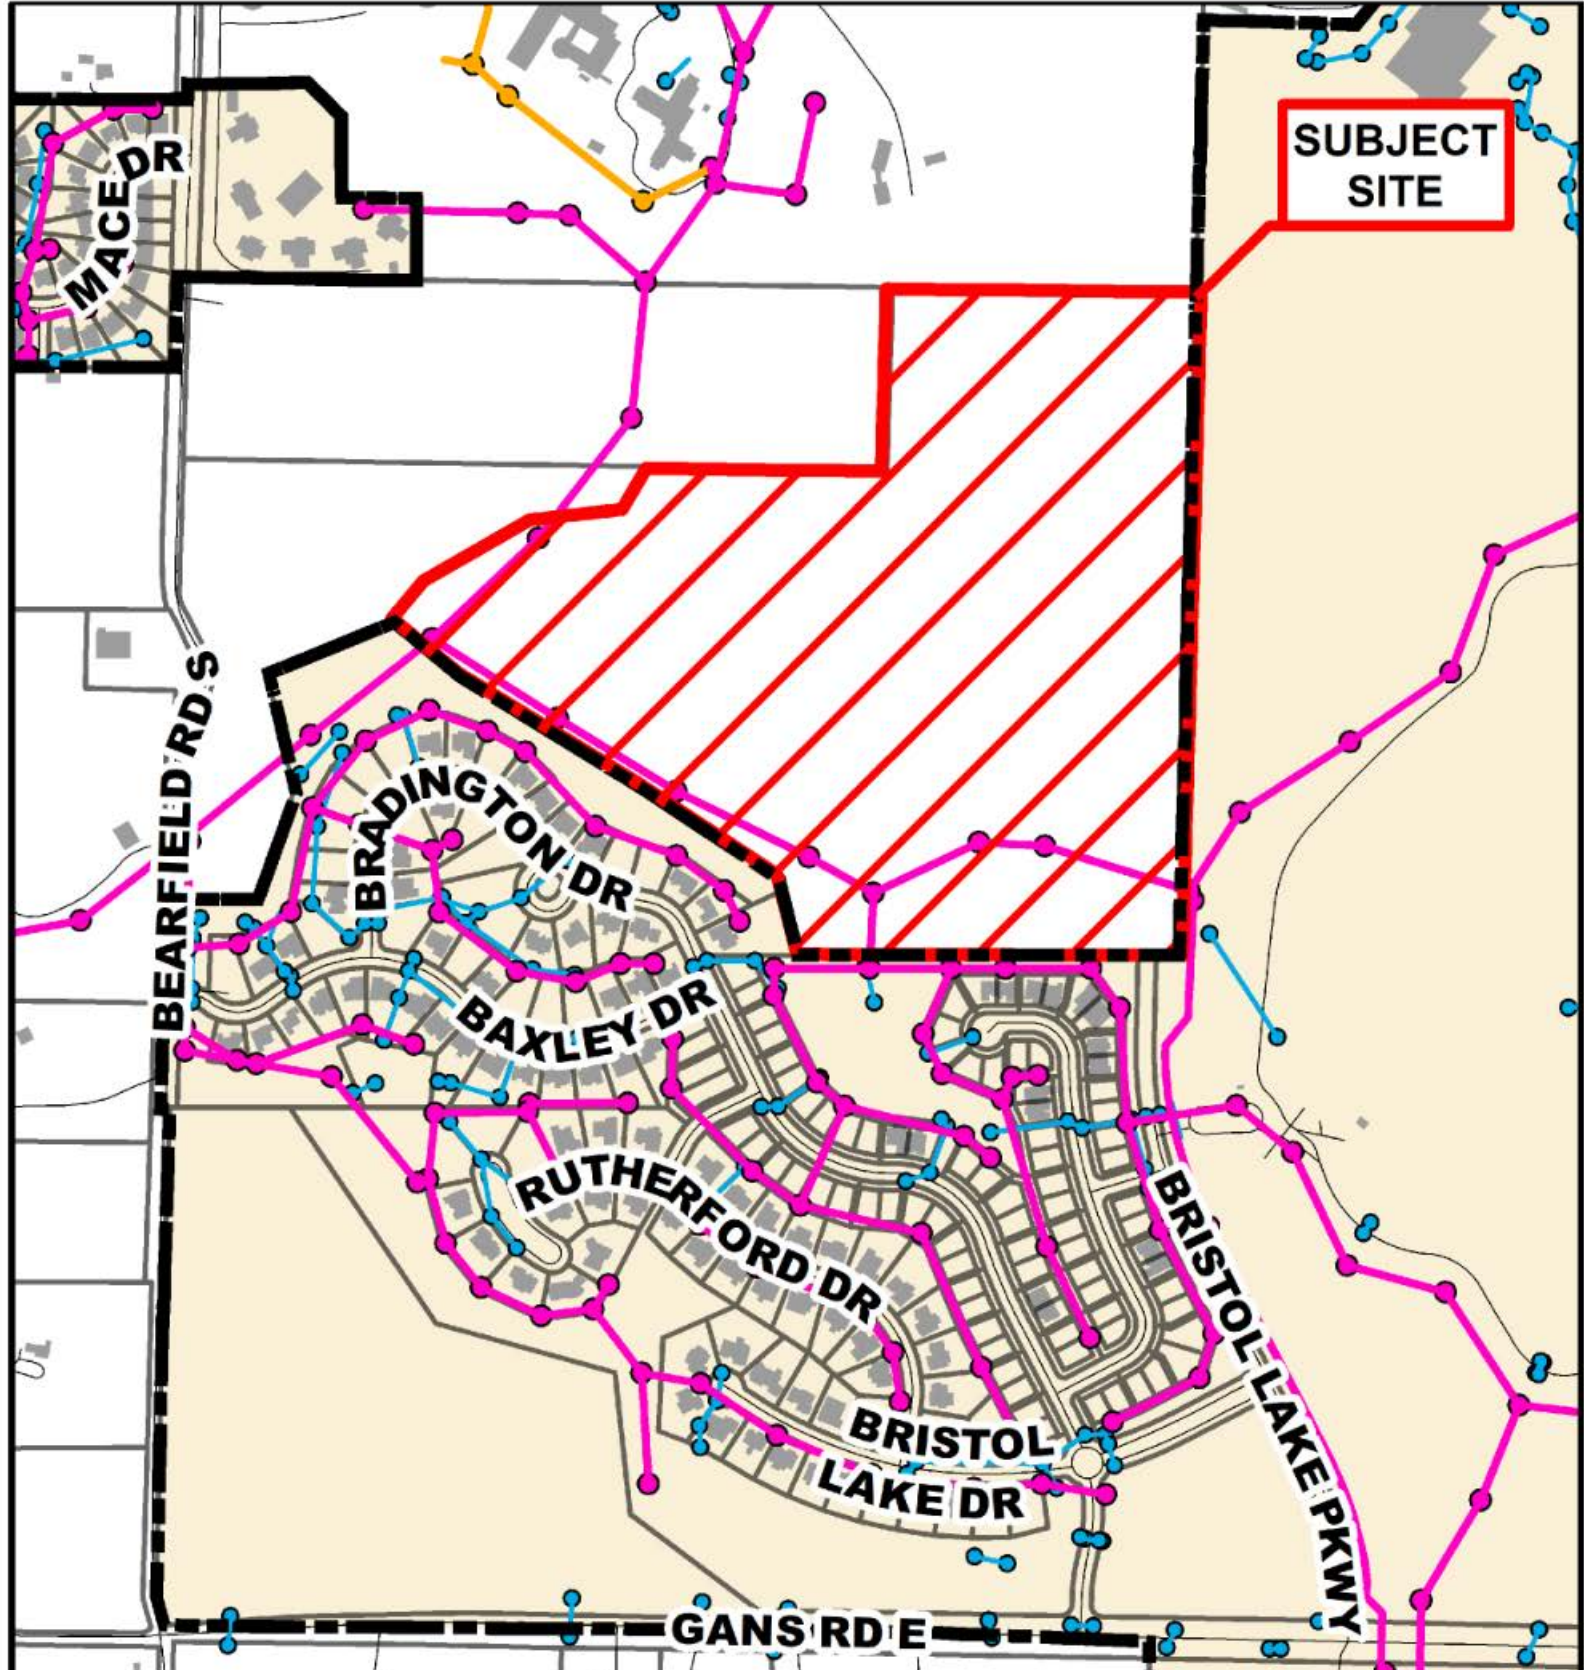 SUBJECT
SITE
MACE DR
BEARFIELD RD S
BRADINGTON DR
BAXLEY DR
RUTHERFORD DR
BRISTOL
LAKE DR
BRISTOL LAKE PKWY
GANS RD E